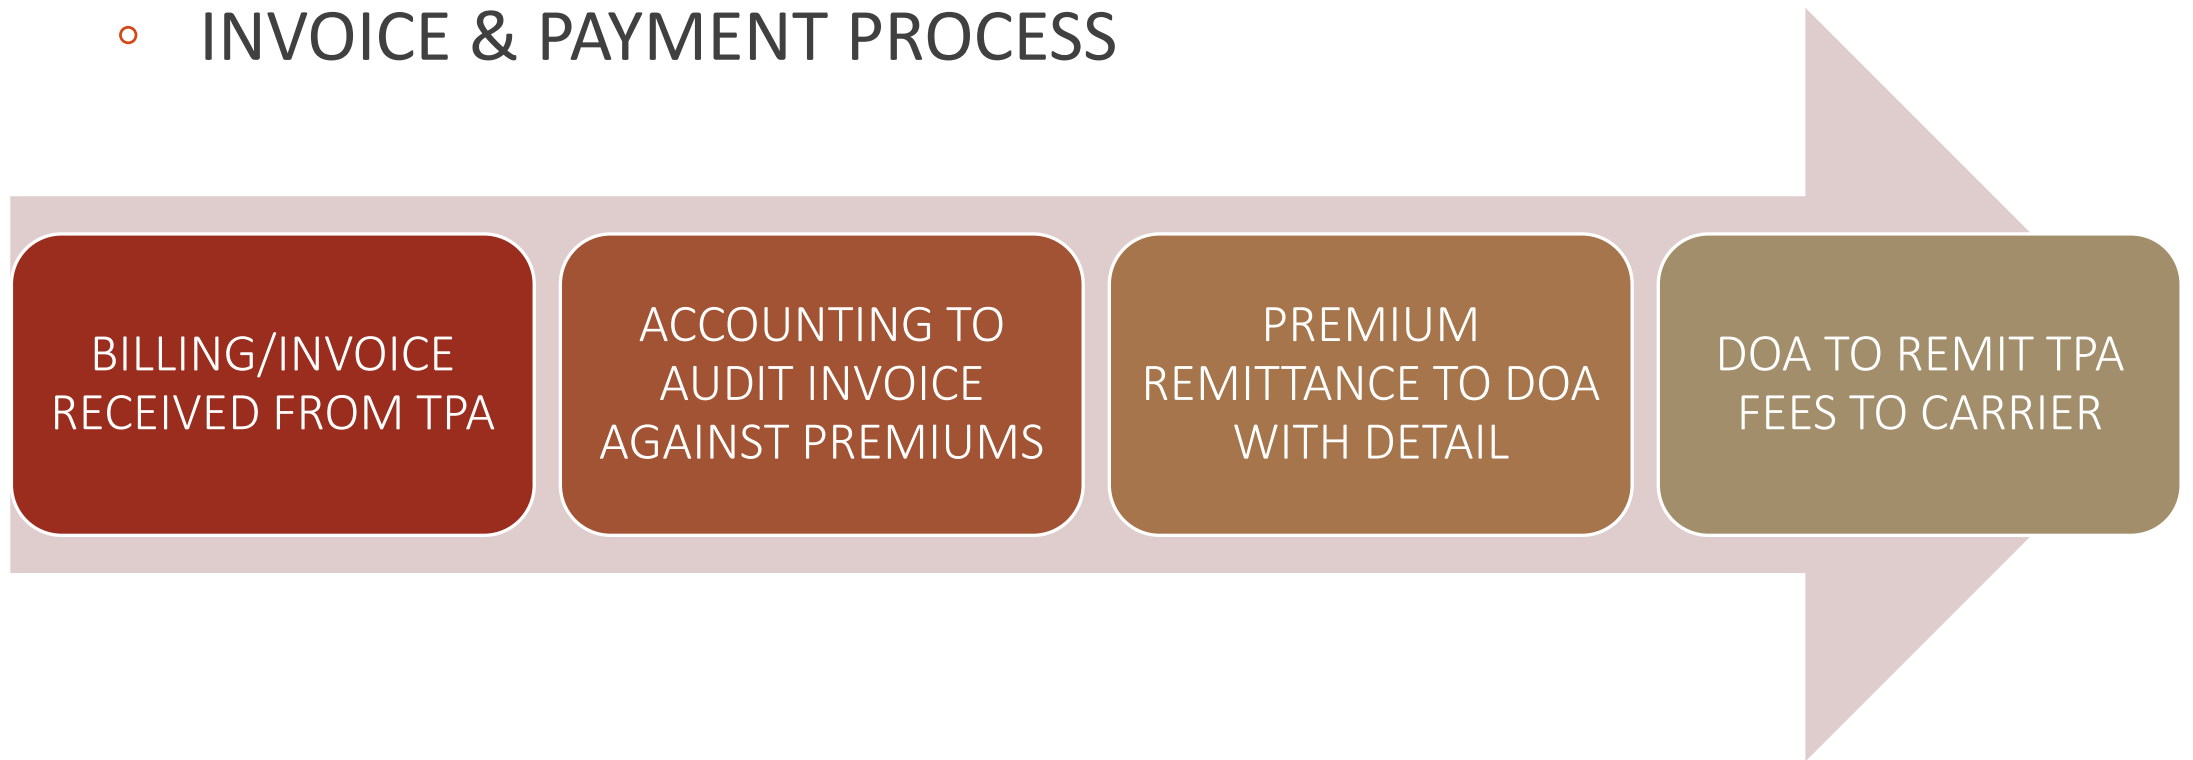 INVOICE & PAYMENT PROCESS
BILLING/INVOICE
RECEIVED FROM TPA
ACCOUNTING TO
AUDIT INVOICE
AGAINST PREMIUMS
PREMIUM
REMITTANCE TO DOA
WITH DETAIL
DOA TO REMIT TPA
FEES TO CARRIER